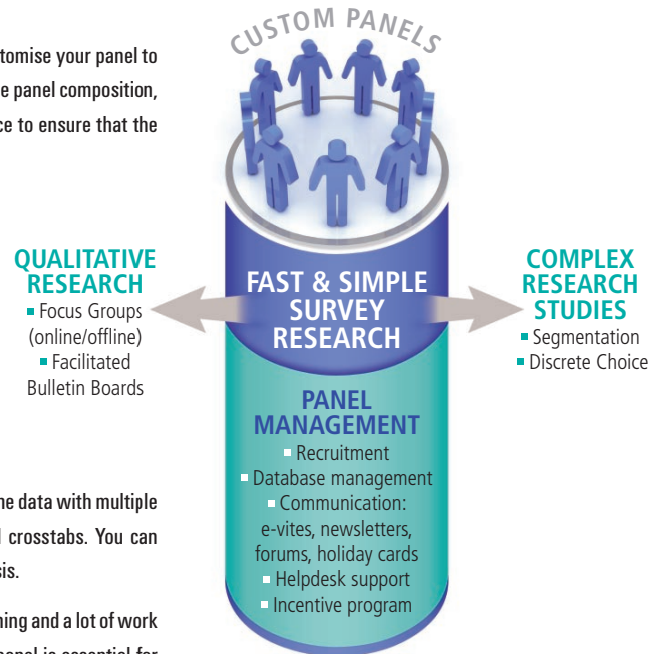 CUSTOM PANELS
tomise your panel to
e panel composition,
ce to ensure that the
QUALITATIVE
RESEARCH
▪ Focus Groups
(online/offline)
▪ Facilitated
Bulletin Boards
FAST & SIMPLE
SURVEY
RESEARCH
COMPLEX
RESEARCH
STUDIES
▪ Segmentation
▪ Discrete Choice
PANEL
MANAGEMENT
▪ Recruitment
▪ Database management
▪ Communication:
e-vites, newsletters,
forums, holiday cards
▪ Helpdesk support
▪ Incentive program
ne data with multiple
crosstabs. You can
sis.
ning and a lot of work